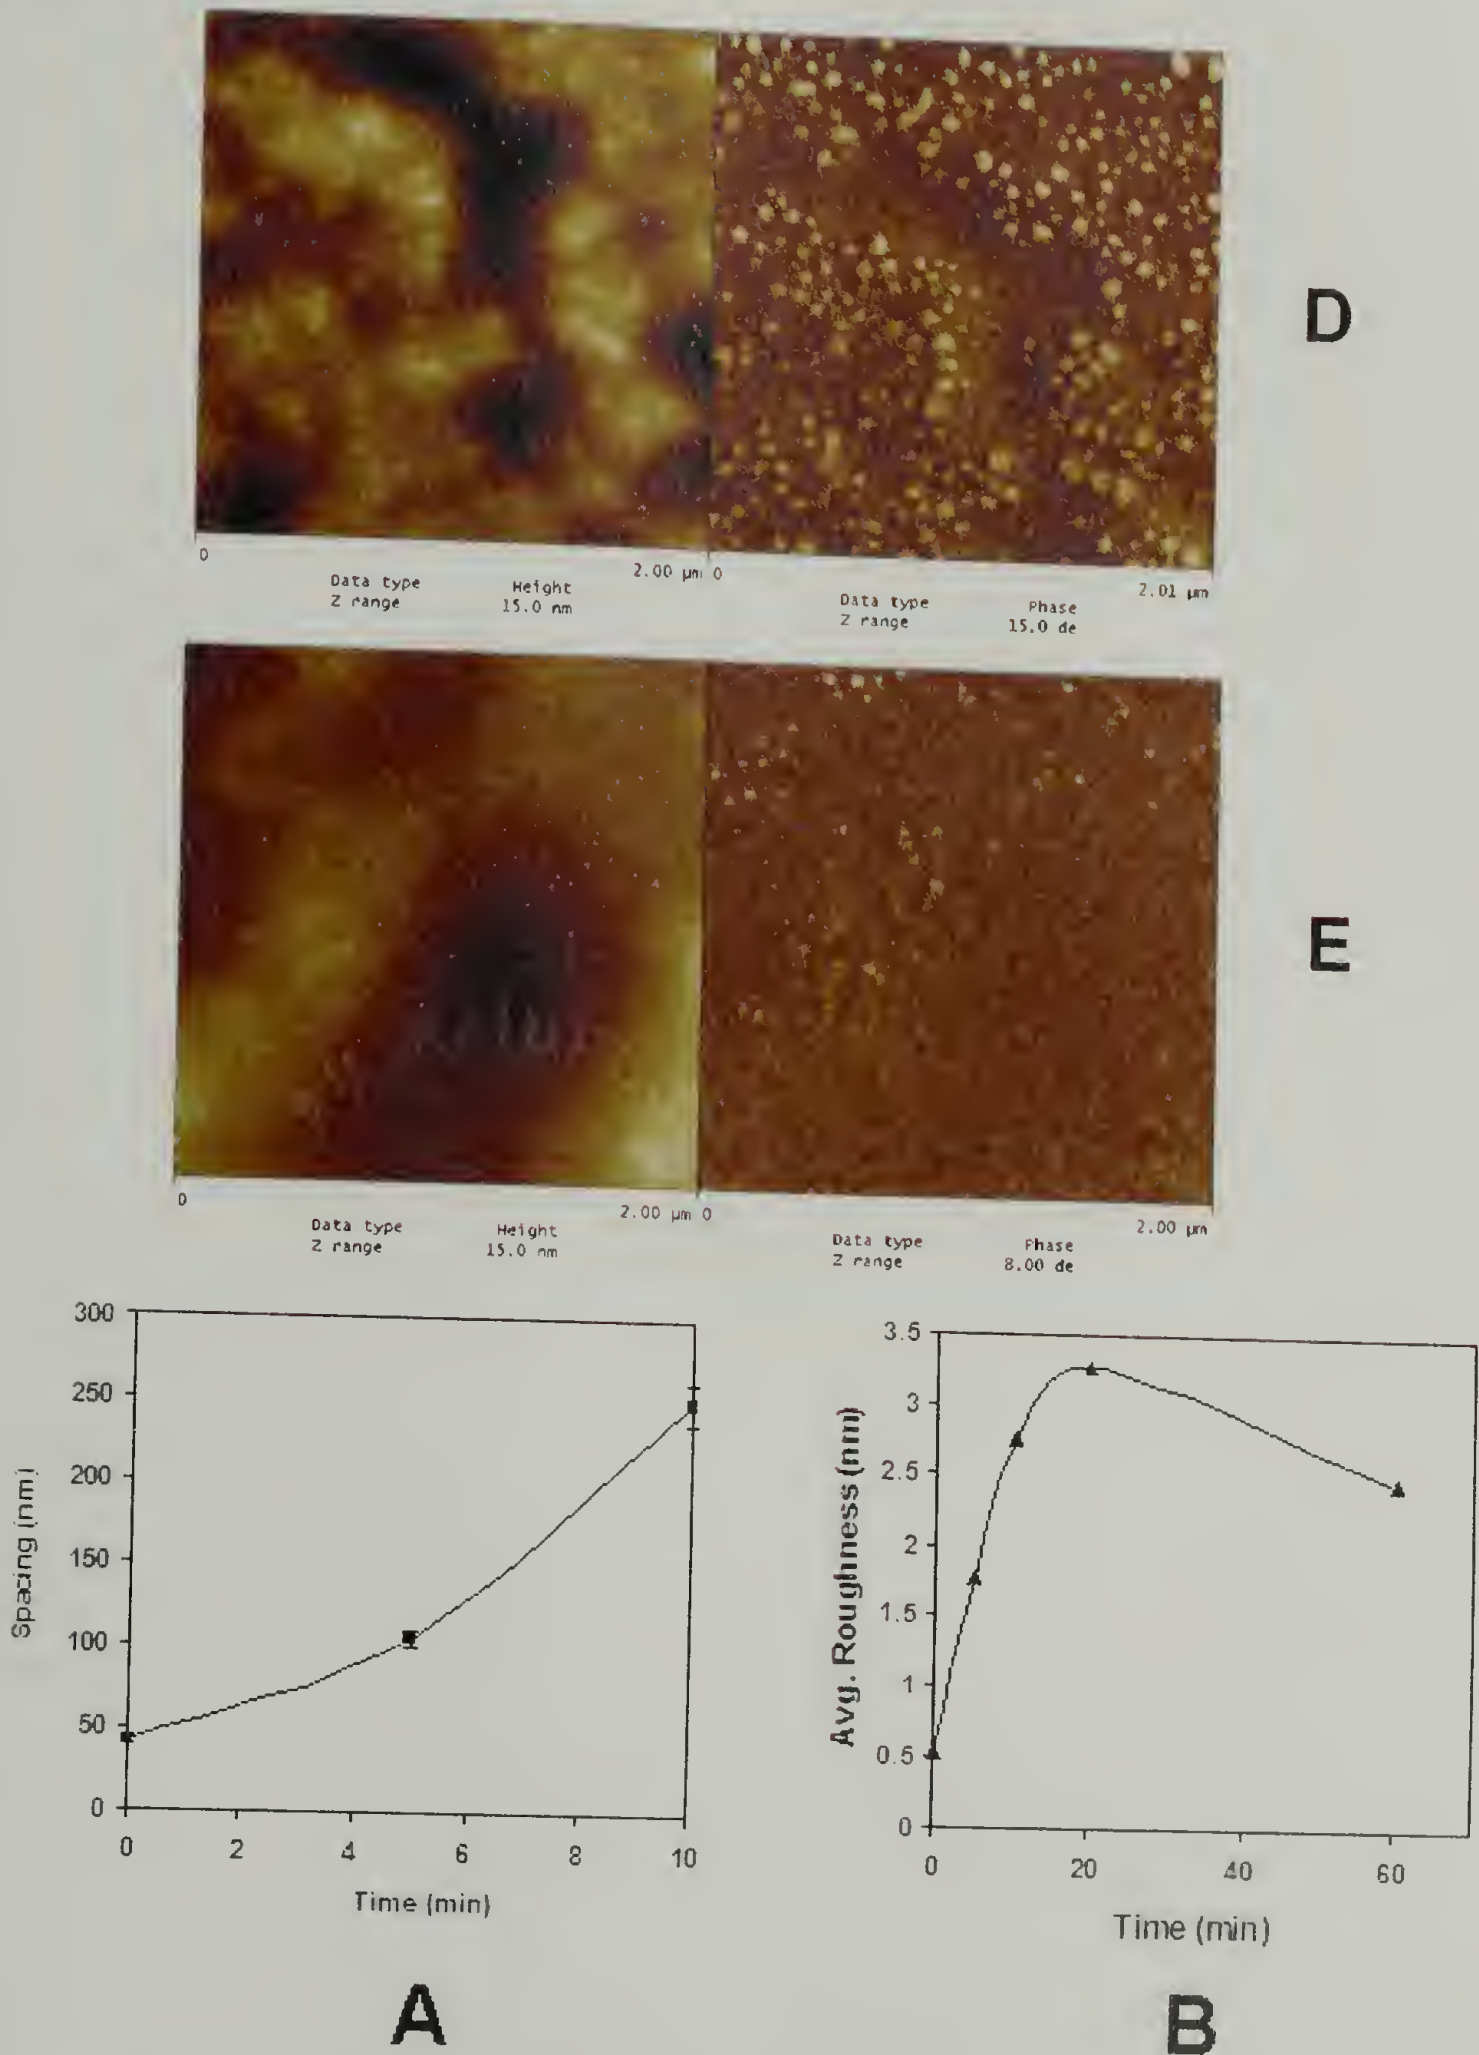 D
0
2.00 µm 0
2.01 µm
Data type Height
Z range 15.0 nm
Data type Phase
Z range 15.0 de
E
0
2.00 µm 0
2.00 µm
Data type Height
Z range 15.0 nm
Data type Phase
Z range 8.00 de
300
250
200
150
100
50
0
Spacing (nm)
0 2 4 6 8 10
Time (min)
A
3.5
3
2.5
2
1.5
1
0.5
0
Avg. Roughness (nm)
0 20 40 60
Time (min)
B